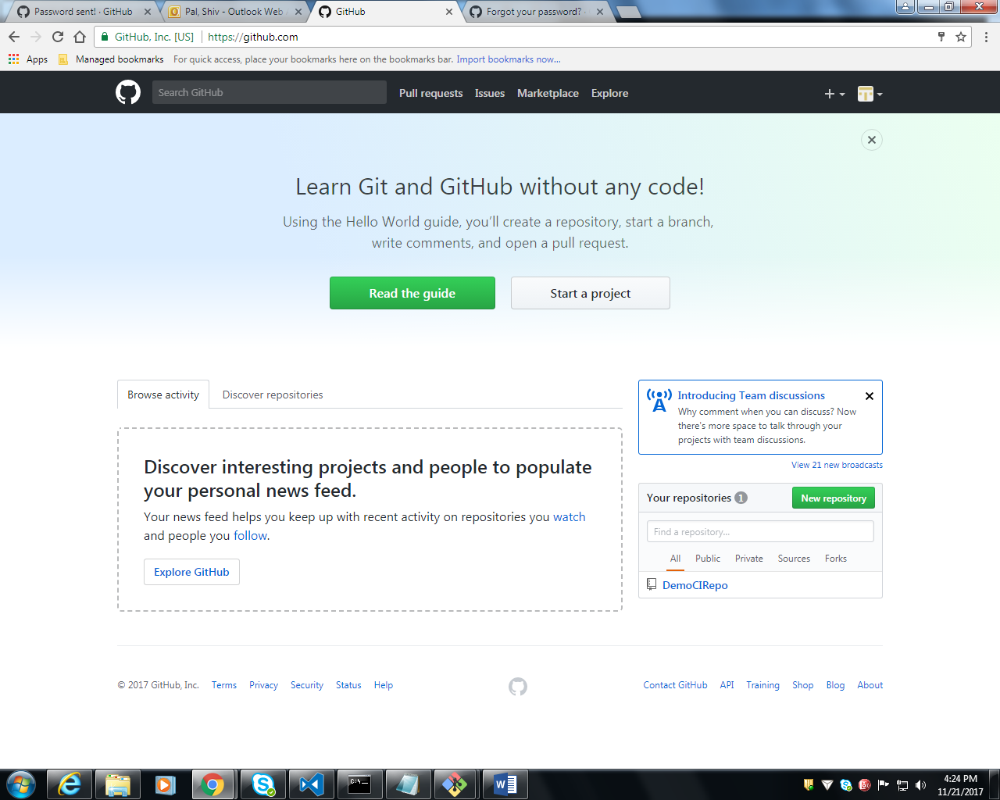 Password sent! · GitHub
Pal, Shiv - Outlook Web
GitHub
Forgot your password?
GitHub, Inc. [US]
https://github.com
Apps
Managed bookmarks
For quick access, place your bookmarks here on the bookmarks bar. Import bookmarks now...
Search GitHub
Pull requests
Issues
Marketplace
Explore
Learn Git and GitHub without any code!
Using the Hello World guide, you’ll create a repository, start a branch,
write comments, and open a pull request.
Read the guide
Start a project
Browse activity
Discover repositories
Discover interesting projects and people to populate
your personal news feed.
Your news feed helps you keep up with recent activity on repositories you watch
and people you follow.
Explore GitHub
Introducing Team discussions
Why comment when you can discuss? Now
there's more space to talk through your
projects with team discussions.
View 21 new broadcasts
Your repositories 1
New repository
Find a repository...
All
Public
Private
Sources
Forks
DemoCIRepo
© 2017 GitHub, Inc.
Terms
Privacy
Security
Status
Help
Contact GitHub
API
Training
Shop
Blog
About
C:\_
4:24 PM
11/21/2017